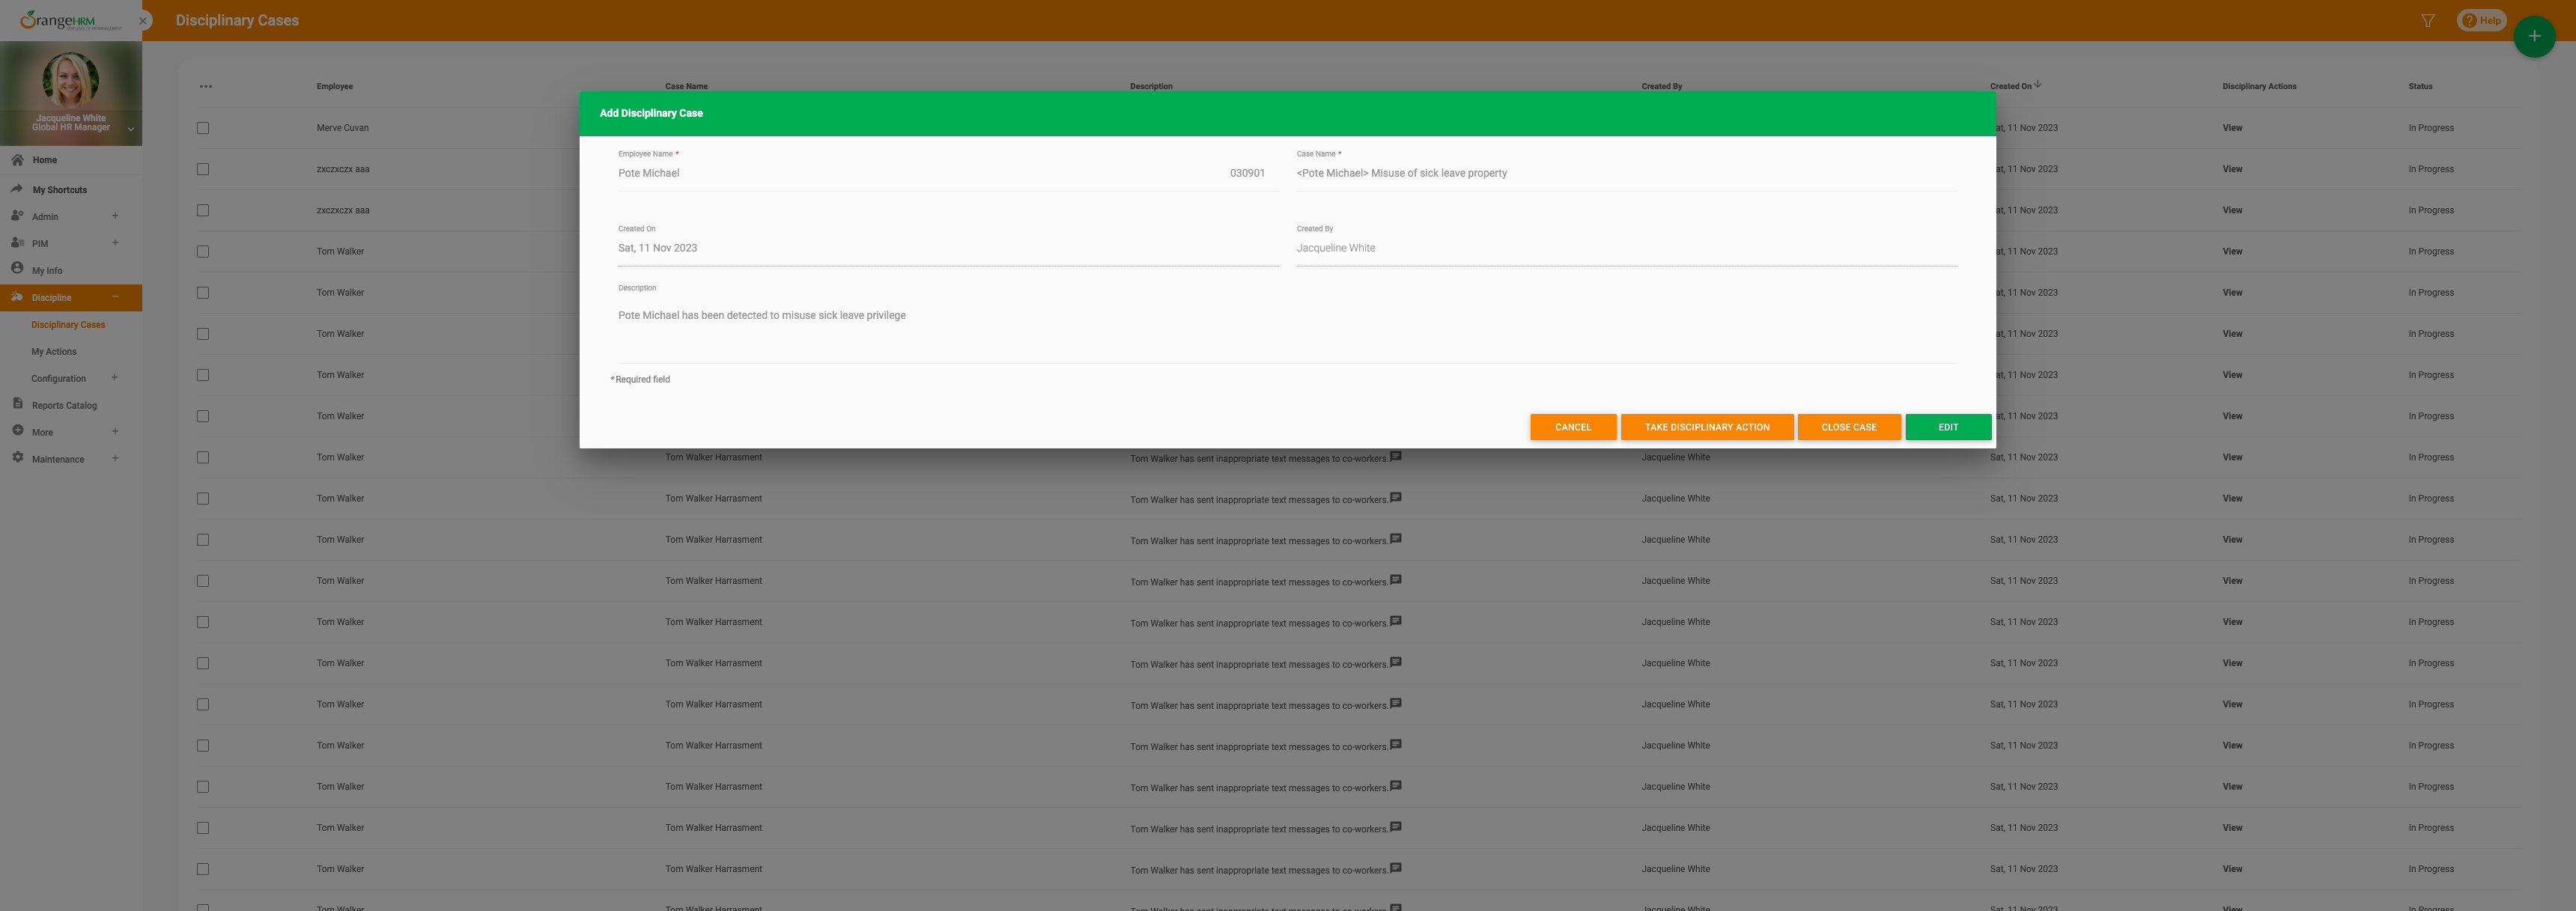 OrangeHRM
Disciplinary Cases
Help
Jacqueline White
Global HR Manager
Home
My Shortcuts
Admin
PIM
My Info
Discipline
Disciplinary Cases
My Actions
Configuration
Reports Catalog
More
Maintenance
Employee Case Name Description Created By Created On Disciplinary Actions Status
Add Disciplinary Case
Employee Name *
Pote Michael 030901
Case Name *
<Pote Michael> Misuse of sick leave property
Created On
Sat, 11 Nov 2023
Created By
Jacqueline White
Description
Pote Michael has been detected to misuse sick leave privilege
* Required field
CANCEL TAKE DISCIPLINARY ACTION CLOSE CASE EDIT
Merve Cuvan Sat, 11 Nov 2023 View In Progress
zxczxczx aaa Sat, 11 Nov 2023 View In Progress
zxczxczx aaa Sat, 11 Nov 2023 View In Progress
Tom Walker Sat, 11 Nov 2023 View In Progress
Tom Walker Sat, 11 Nov 2023 View In Progress
Tom Walker Sat, 11 Nov 2023 View In Progress
Tom Walker Sat, 11 Nov 2023 View In Progress
Tom Walker Sat, 11 Nov 2023 View In Progress
Tom Walker Tom Walker Harrasment Tom Walker has sent inappropriate text messages to co-workers. Jacqueline White Sat, 11 Nov 2023 View In Progress
Tom Walker Tom Walker Harrasment Tom Walker has sent inappropriate text messages to co-workers. Jacqueline White Sat, 11 Nov 2023 View In Progress
Tom Walker Tom Walker Harrasment Tom Walker has sent inappropriate text messages to co-workers. Jacqueline White Sat, 11 Nov 2023 View In Progress
Tom Walker Tom Walker Harrasment Tom Walker has sent inappropriate text messages to co-workers. Jacqueline White Sat, 11 Nov 2023 View In Progress
Tom Walker Tom Walker Harrasment Tom Walker has sent inappropriate text messages to co-workers. Jacqueline White Sat, 11 Nov 2023 View In Progress
Tom Walker Tom Walker Harrasment Tom Walker has sent inappropriate text messages to co-workers. Jacqueline White Sat, 11 Nov 2023 View In Progress
Tom Walker Tom Walker Harrasment Tom Walker has sent inappropriate text messages to co-workers. Jacqueline White Sat, 11 Nov 2023 View In Progress
Tom Walker Tom Walker Harrasment Tom Walker has sent inappropriate text messages to co-workers. Jacqueline White Sat, 11 Nov 2023 View In Progress
Tom Walker Tom Walker Harrasment Tom Walker has sent inappropriate text messages to co-workers. Jacqueline White Sat, 11 Nov 2023 View In Progress
Tom Walker Tom Walker Harrasment Tom Walker has sent inappropriate text messages to co-workers. Jacqueline White Sat, 11 Nov 2023 View In Progress
Tom Walker Tom Walker Harrasment Tom Walker has sent inappropriate text messages to co-workers. Jacqueline White Sat, 11 Nov 2023 View In Progress
Tom Walker Tom Walker Harrasment Tom Walker has sent inappropriate text messages to co-workers. Jacqueline White Sat, 11 Nov 2023 View In Progress